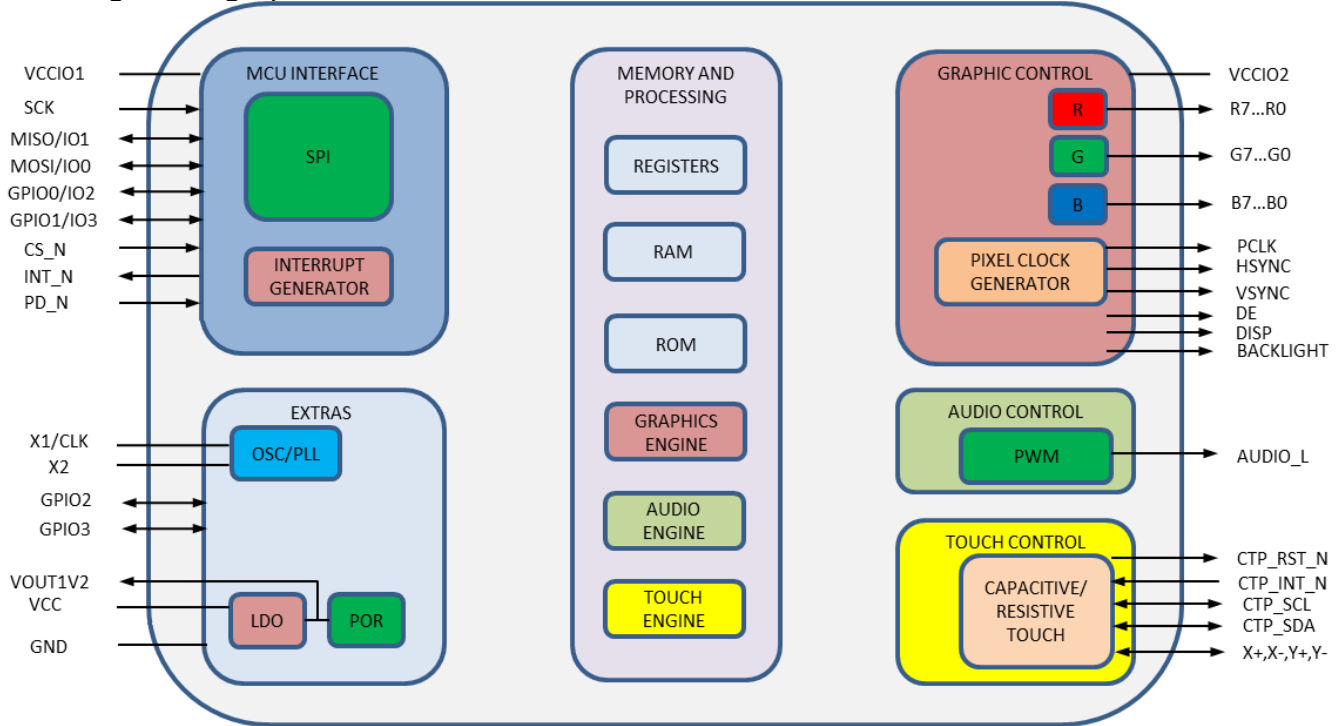 VCCIO1
SCK
MISO/IO1
MOSI/IO0
GPIO0/IO2
GPIO1/IO3
CS_N
INT_N
PD_N
MCU INTERFACE
SPI
INTERRUPT
GENERATOR
X1/CLK
X2
GPIO2
GPIO3
VOUT1V2
VCC
GND
EXTRAS
OSC/PLL
LDO
POR
MEMORY AND
PROCESSING
REGISTERS
RAM
ROM
GRAPHICS
ENGINE
AUDIO
ENGINE
TOUCH
ENGINE
GRAPHIC CONTROL
R
G
B
PIXEL CLOCK
GENERATOR
VCCIO2
R7...R0
G7...G0
B7...B0
PCLK
HSYNC
VSYNC
DE
DISP
BACKLIGHT
AUDIO CONTROL
PWM
AUDIO_L
TOUCH CONTROL
CAPACITIVE/
RESISTIVE
TOUCH
CTP_RST_N
CTP_INT_N
CTP_SCL
CTP_SDA
X+,X-,Y+,Y-